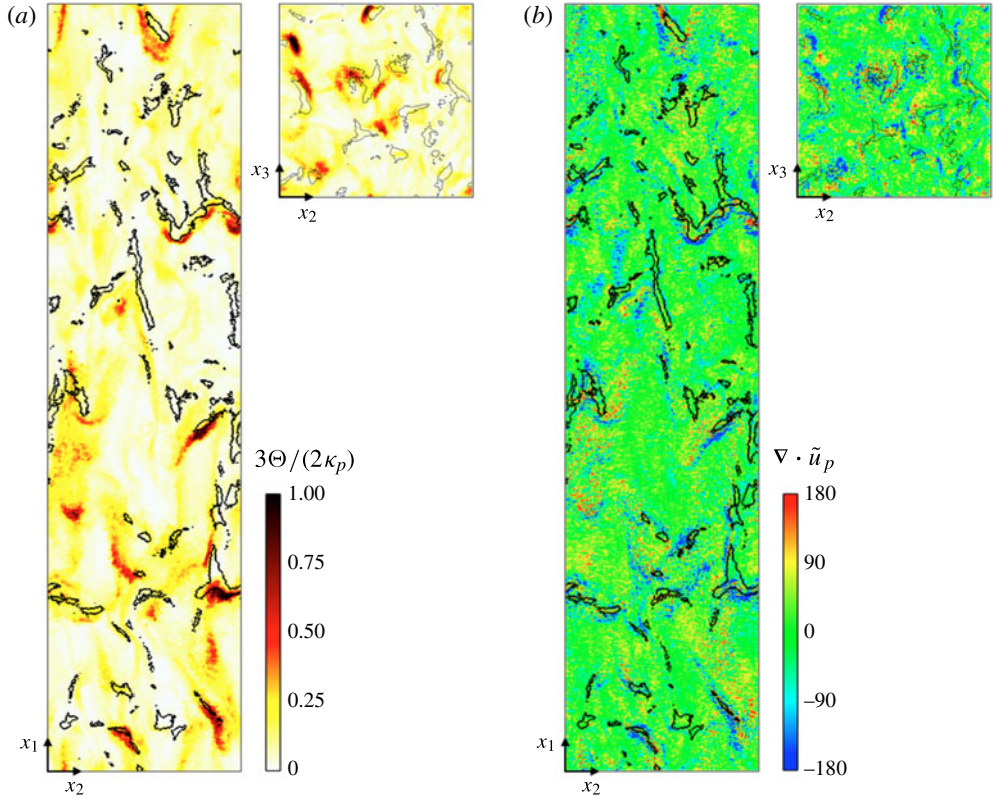 (a)
x3
x2
3Θ/(2κp)
1.00
0.75
0.50
0.25
0
x1
x2
(b)
x3
x2
∇ · ũp
180
90
0
–90
–180
x1
x2